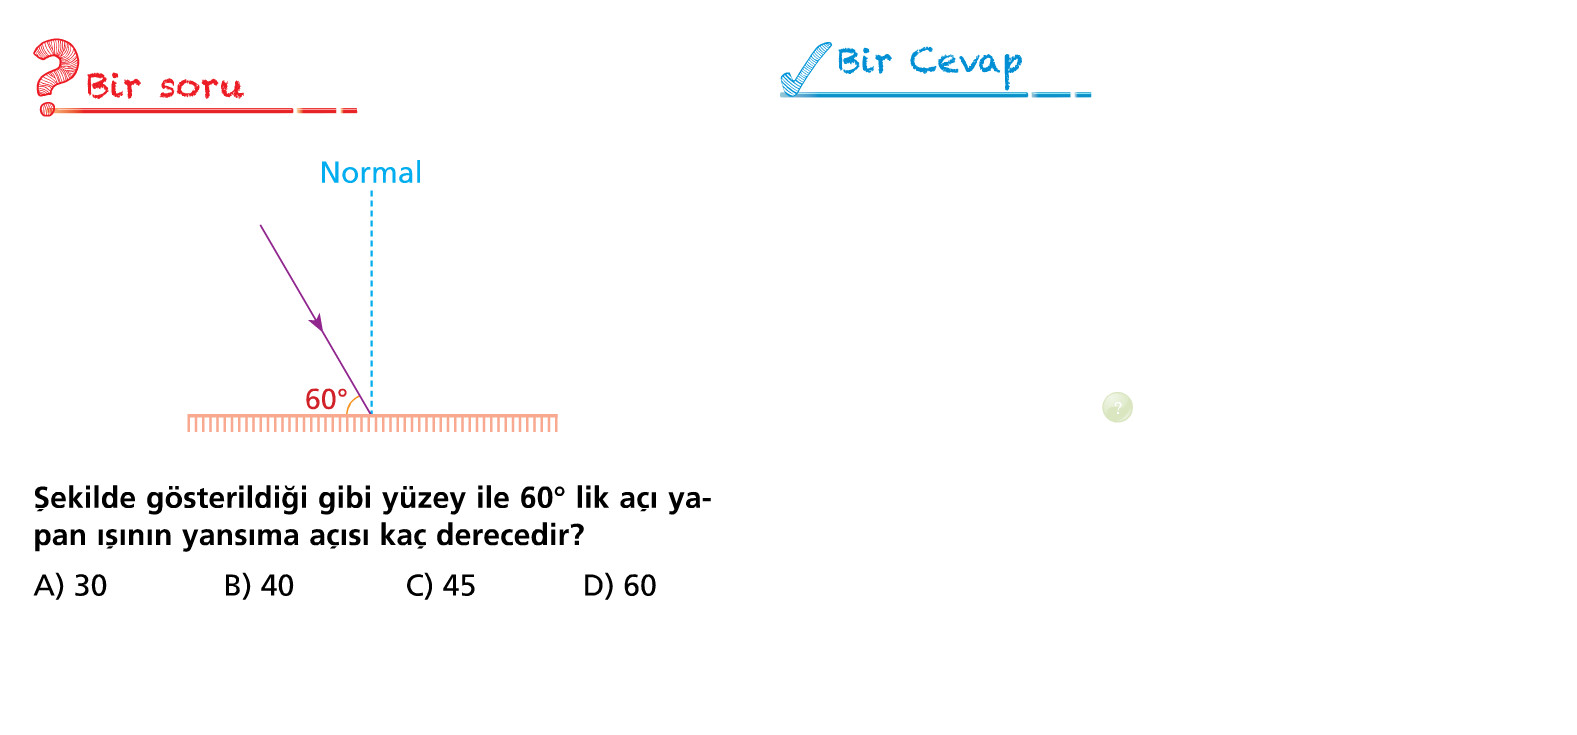 Bir soru
Bir Cevap
Normal
60°
?
Şekilde gösterildiği gibi yüzey ile 60° lik açı ya-
pan ışının yansıma açısı kaç derecedir?
A) 30 B) 40 C) 45 D) 60